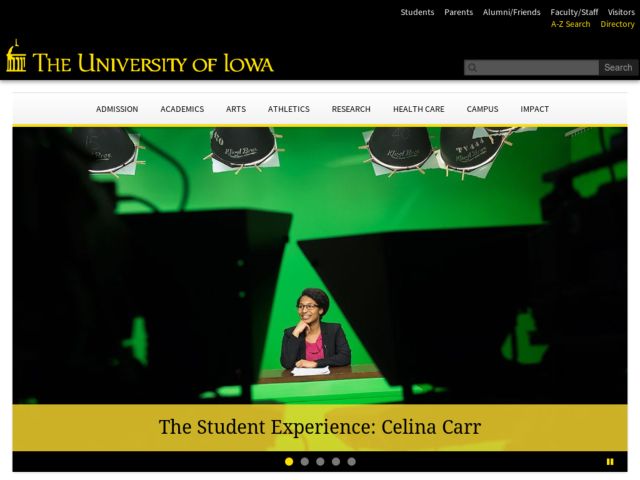 Students Parents Alumni/Friends Faculty/Staff Visitors
A-Z Search Directory
THE UNIVERSITY OF IOWA
Search
ADMISSION ACADEMICS ARTS ATHLETICS RESEARCH HEALTH CARE CAMPUS IMPACT
The Student Experience: Celina Carr